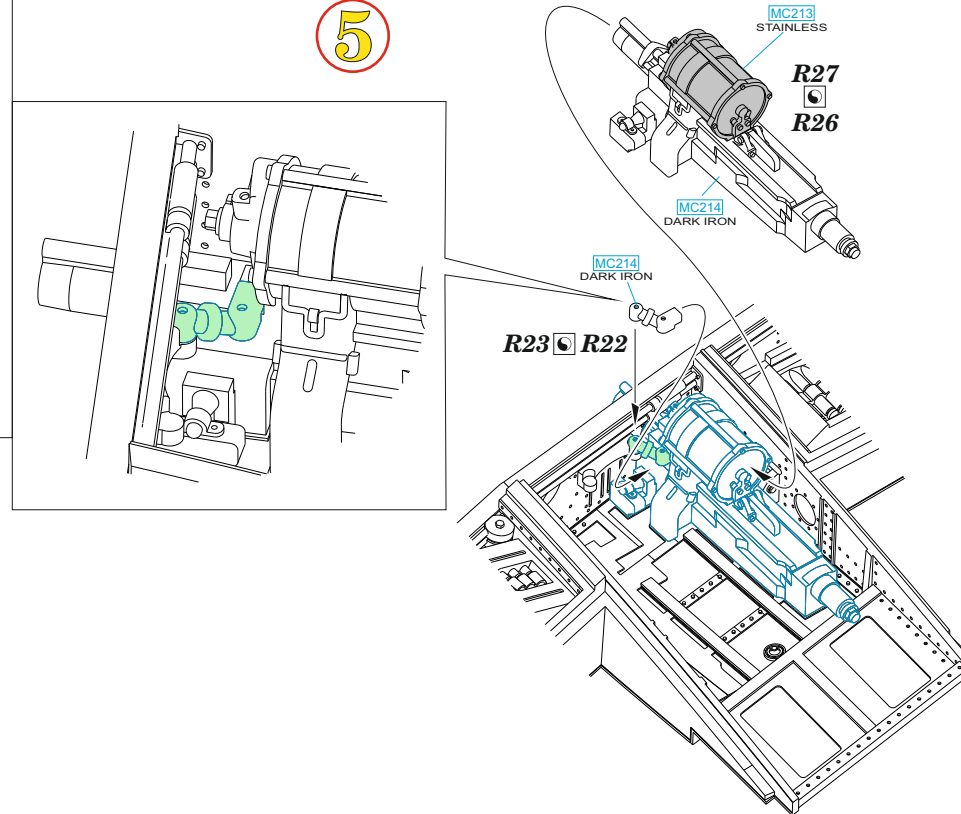 5
MC213
STAINLESS
R27
R26
MC214
DARK IRON
MC214
DARK IRON
R23 R22